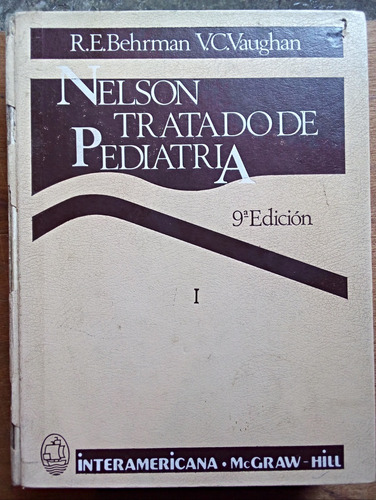 R.E.Behrman V.C.Vaughan
NELSON
TRATADO DE
PEDIATRIA
9ª Edición
I
INTERAMERICANA • McGRAW-HILL